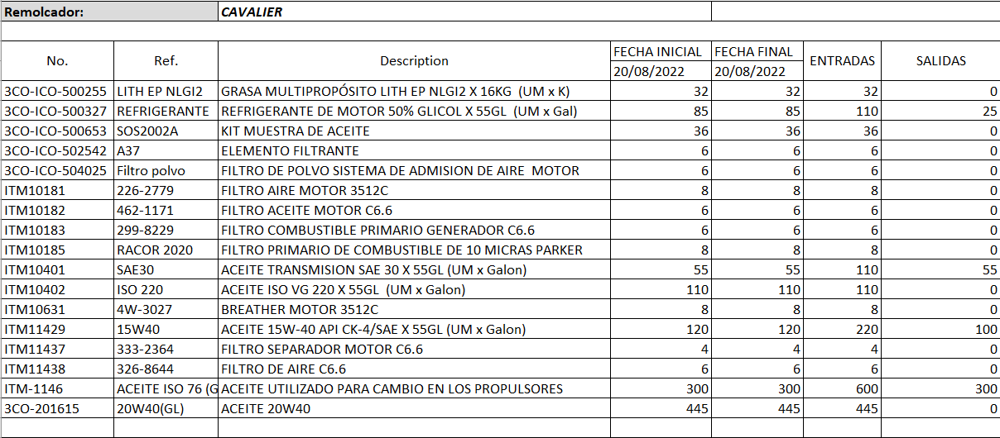 Remolcador: CAVALIER
No. Ref. Description FECHA INICIAL FECHA FINAL ENTRADAS SALIDAS
20/08/2022 20/08/2022
3CO-ICO-500255 LITH EP NLGI2 GRASA MULTIPROPÓSITO LITH EP NLGI2 X 16KG (UM x K) 32 32 32 0
3CO-ICO-500327 REFRIGERANTE REFRIGERANTE DE MOTOR 50% GLICOL X 55GL (UM x Gal) 85 85 110 25
3CO-ICO-500653 SOS2002A KIT MUESTRA DE ACEITE 36 36 36 0
3CO-ICO-502542 A37 ELEMENTO FILTRANTE 6 6 6 0
3CO-ICO-504025 Filtro polvo FILTRO DE POLVO SISTEMA DE ADMISION DE AIRE MOTOR 6 6 6 0
ITM10181 226-2779 FILTRO AIRE MOTOR 3512C 8 8 8 0
ITM10182 462-1171 FILTRO ACEITE MOTOR C6.6 6 6 6 0
ITM10183 299-8229 FILTRO COMBUSTIBLE PRIMARIO GENERADOR C6.6 6 6 6 0
ITM10185 RACOR 2020 FILTRO PRIMARIO DE COMBUSTIBLE DE 10 MICRAS PARKER 8 8 8 0
ITM10401 SAE30 ACEITE TRANSMISION SAE 30 X 55GL (UM x Galon) 55 55 110 55
ITM10402 ISO 220 ACEITE ISO VG 220 X 55GL (UM x Galon) 110 110 110 0
ITM10631 4W-3027 BREATHER MOTOR 3512C 8 8 8 0
ITM11429 15W40 ACEITE 15W-40 API CK-4/SAE X 55GL (UM x Galon) 120 120 220 100
ITM11437 333-2364 FILTRO SEPARADOR MOTOR C6.6 4 4 4 0
ITM11438 326-8644 FILTRO DE AIRE C6.6 6 6 6 0
ITM-1146 ACEITE ISO 76 (G ACEITE UTILIZADO PARA CAMBIO EN LOS PROPULSORES 300 300 600 300
3CO-201615 20W40(GL) ACEITE 20W40 445 445 445 0